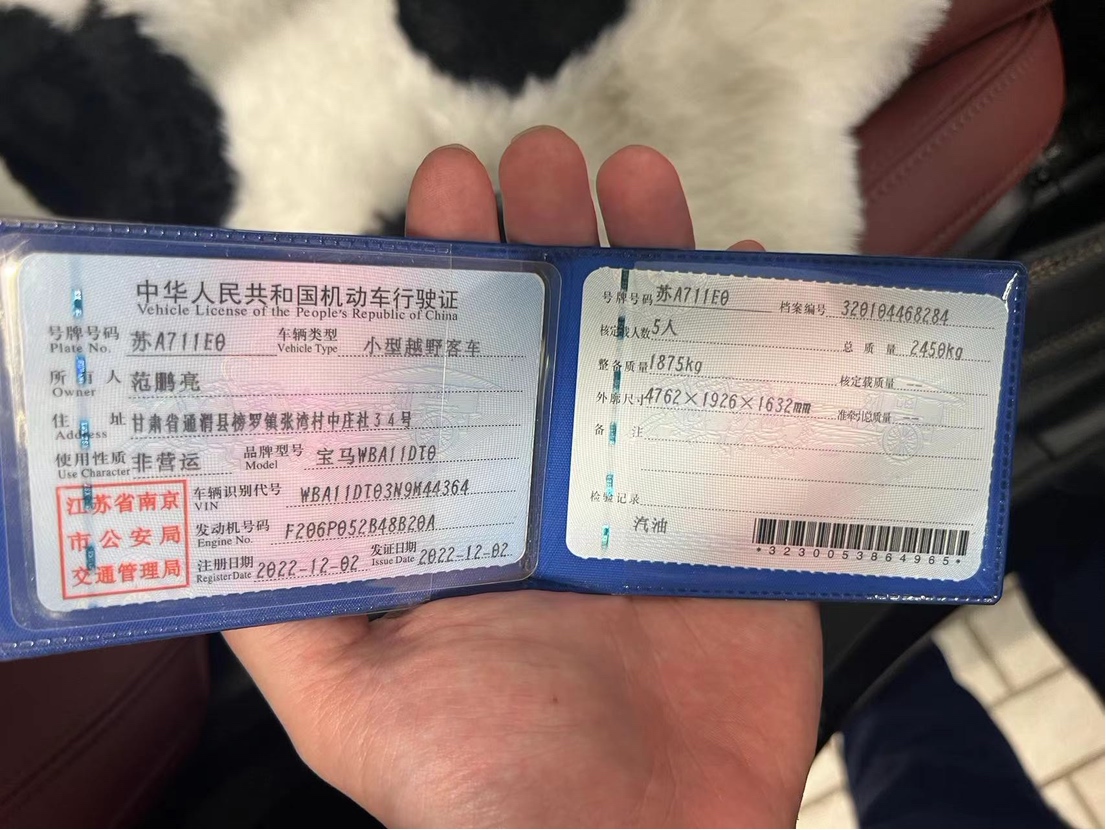 中华人民共和国机动车行驶证
Vehicle License of the People's Republic of China
号牌号码 苏A711E0 车辆类型 小型越野客车
Plate No. Vehicle Type
所有人 范鹏亮
Owner
住址 甘肃省通渭县榜罗镇张湾村中庄社34号
Address
使用性质 非营运 品牌型号 宝马WBA11DT0
Use Character Model
江苏省南京
市公安局
交通管理局
车辆识别代号 WBA11DT03N9M44364
VIN
发动机号码 F206P052B48B20A
Engine No.
注册日期 2022-12-02 发证日期 2022-12-02
Register Date Issue Date
号牌号码 苏A711E0 档案编号 320104468284
核定载人数 5人 总质量 2450kg
整备质量 1875kg 核定载质量 --
外廓尺寸 4762×1926×1632mm 准牵引总质量 --
备注
检验记录
汽油
*3230053864965*